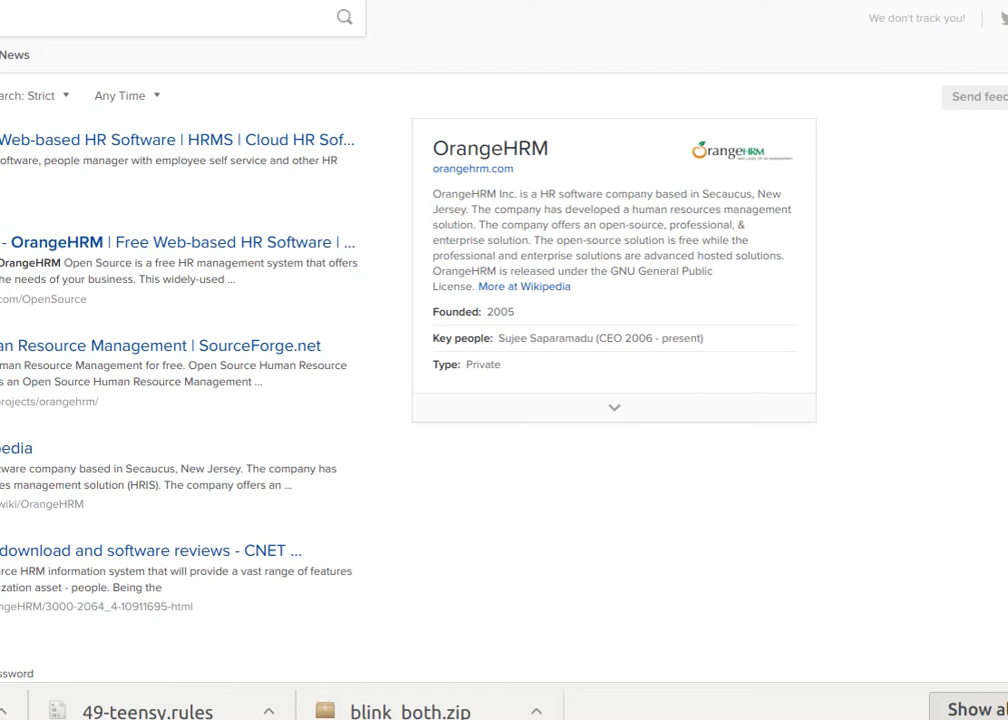 We don't track you!
News
arch: Strict
Any Time
Send feed
Web-based HR Software | HRMS | Cloud HR Sof...
oftware, people manager with employee self service and other HR
- OrangeHRM | Free Web-based HR Software | ...
OrangeHRM Open Source is a free HR management system that offers
he needs of your business. This widely-used ...
com/OpenSource
an Resource Management | SourceForge.net
man Resource Management for free. Open Source Human Resource
s an Open Source Human Resource Management ...
rojects/orangehrm/
pedia
tware company based in Secaucus, New Jersey. The company has
es management solution (HRIS). The company offers an ...
wiki/OrangeHRM
download and software reviews - CNET ...
rce HRM information system that will provide a vast range of features
zation asset - people. Being the
ngeHRM/3000-2064_4-10911695-html
ssword
OrangeHRM
OrangeHRM
orangehrm.com
OrangeHRM Inc. is a HR software company based in Secaucus, New
Jersey. The company has developed a human resources management
solution. The company offers an open-source, professional, &
enterprise solution. The open-source solution is free while the
professional and enterprise solutions are advanced hosted solutions.
OrangeHRM is released under the GNU General Public
License. More at Wikipedia
Founded: 2005
Key people: Sujee Saparamadu (CEO 2006 - present)
Type: Private
49-teensy.rules
blink_both.zip
Show al